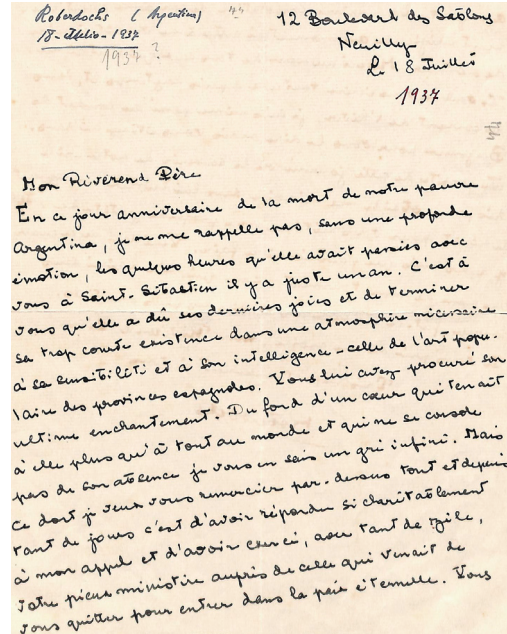 (Argentina)
12 Boulevard des Sablons
18 - Julio - 1937
Neuilly
1937 ?
Le 18 Juillet
1937
Mon Révérend Père
En ce jour anniversaire de la mort de notre pauvre
Argentina, je ne me rappelle pas, sans une profonde
émotion, les quelques heures qu'elle avait passées avec
vous à Saint-Sébastien il y a juste un an. C'est à
vous qu'elle a dû ses dernières joies et de terminer
sa trop courte existence dans une atmosphère nécessaire
à sa sensibilité et à son intelligence - celle de l'art popu-
laire des provinces espagnoles. Vous lui avez procuré son
ultime enchantement. Du fond d'un cœur qui tenait
à elle plus qu'à tout au monde et qui ne se console
pas de son absence je vous en sais un gré infini. Mais
ce dont je veux vous remercier par-dessus tout et depuis
tant de jours c'est d'avoir répondu si charitablement
à mon appel et d'avoir exercé, avec tant de zèle,
votre pieux ministère auprès de celle qui venait de
vous quitter pour entrer dans la paix éternelle. Vous